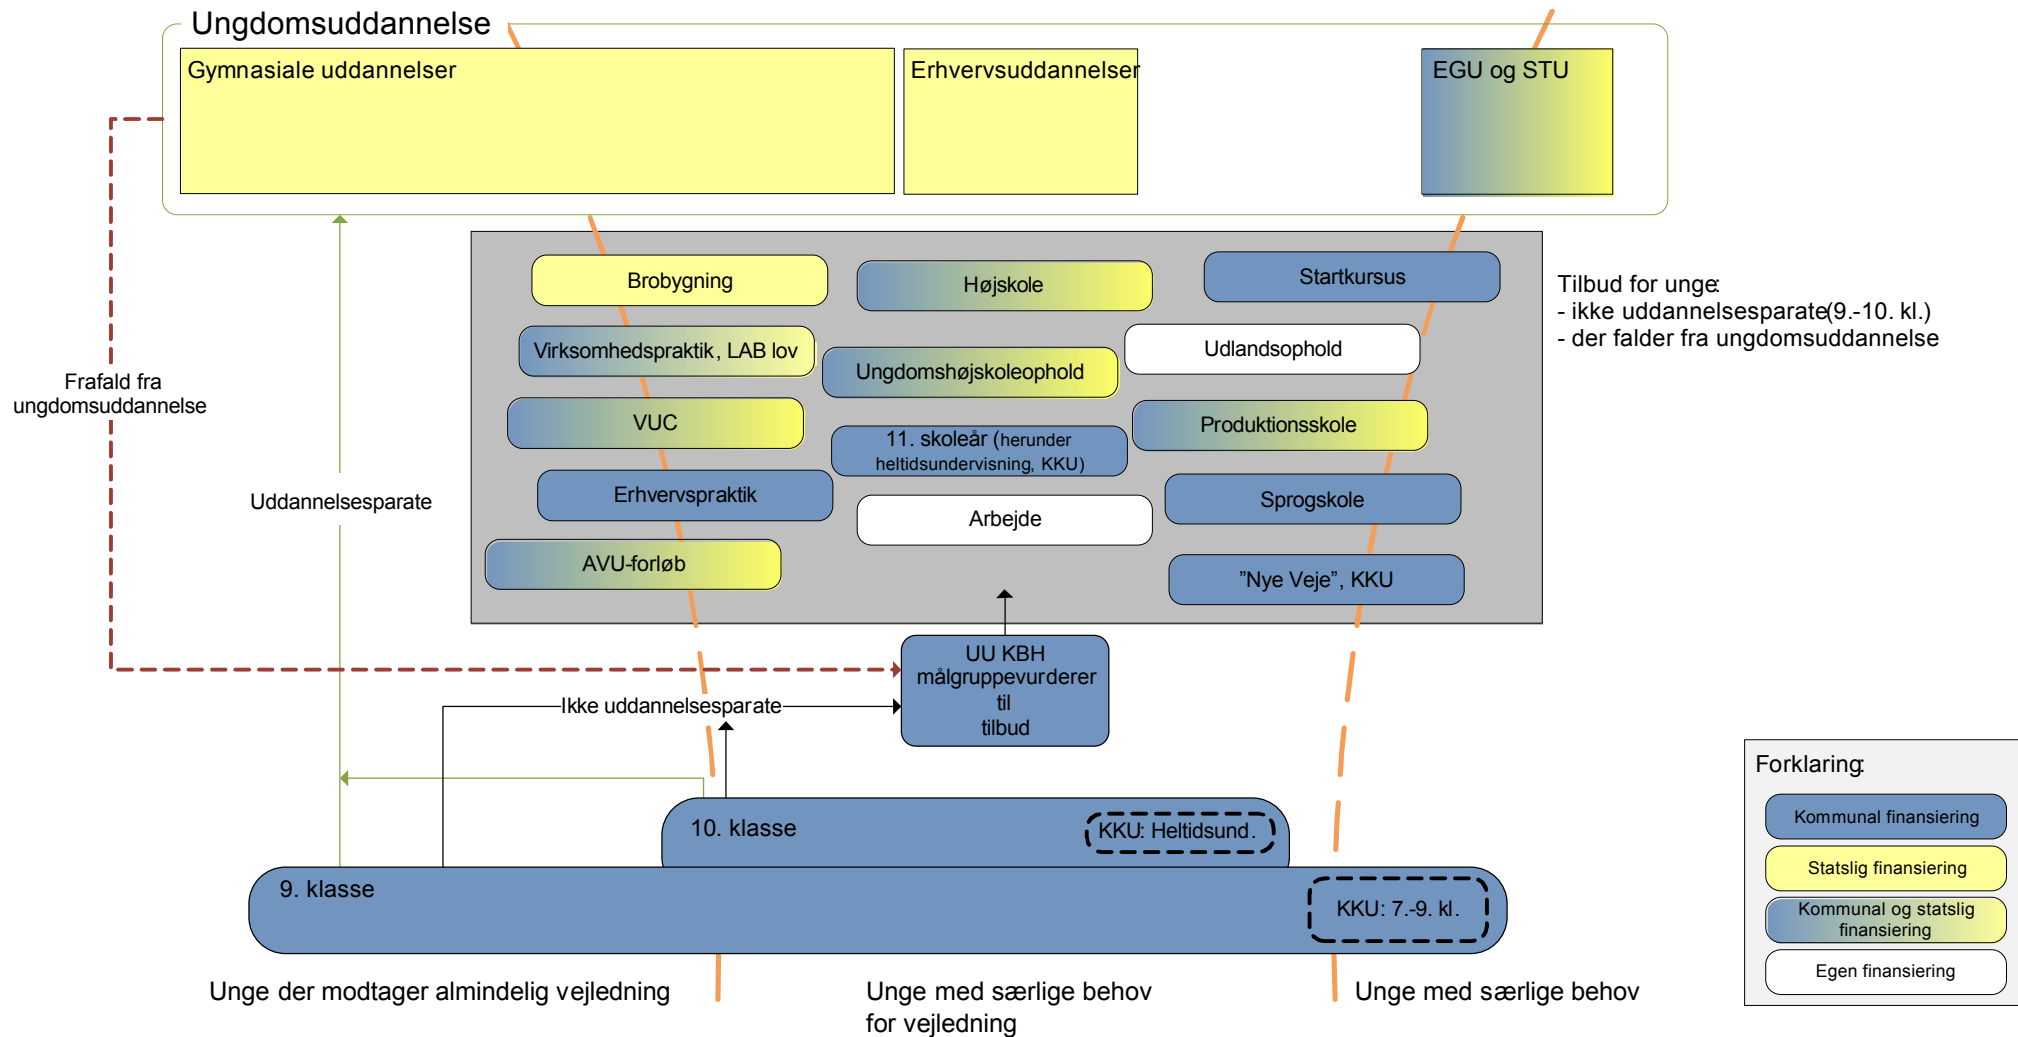 Ungdomsuddannelse
Gymnasiale uddannelser
Erhvervsuddannelser
EGU og STU
Brobygning
Højskole
Startkursus
Virksomhedspraktik, LAB lov
Ungdomshøjskoleophold
Udlandsophold
VUC
11. skoleår (herunder
heltidsundervisning, KKU)
Produktionsskole
Erhvervspraktik
Arbejde
Sprogskole
AVU-forløb
”Nye Veje”, KKU
Tilbud for unge:
- ikke uddannelsesparate(9.-10. kl.)
- der falder fra ungdomsuddannelse
Frafald fra
ungdomsuddannelse
Uddannelsesparate
UU KBH
målgruppevurderer
til
tilbud
Ikke uddannelsesparate
10. klasse
KKU: Heltidsund.
9. klasse
KKU: 7.-9. kl.
Unge der modtager almindelig vejledning
Unge med særlige behov
for vejledning
Unge med særlige behov
Forklaring:
Kommunal finansiering
Statslig finansiering
Kommunal og statslig
finansiering
Egen finansiering